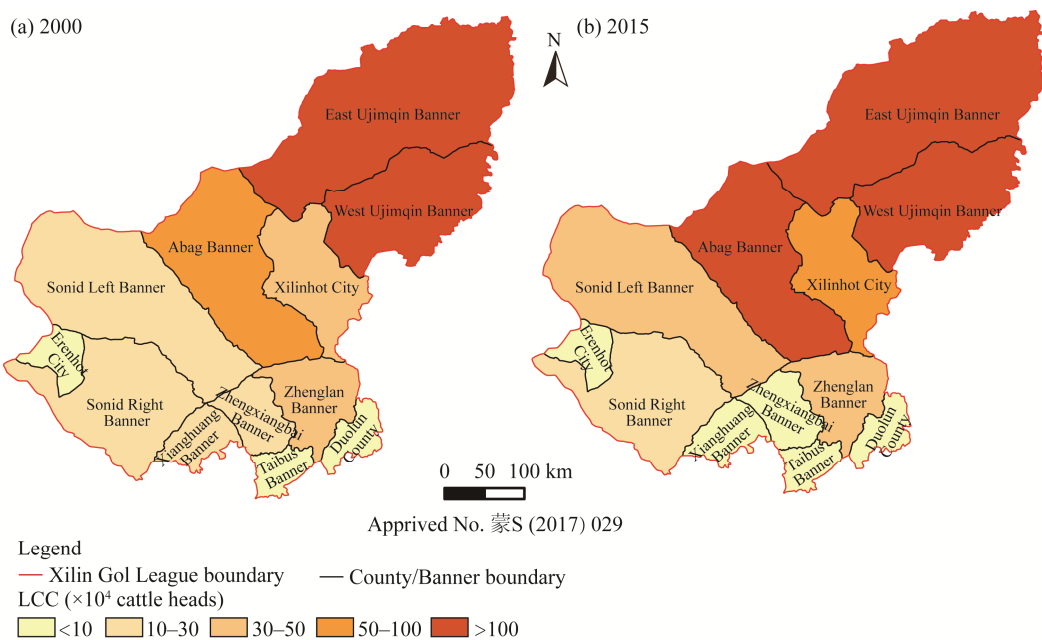 (a) 2000
East Ujimqin Banner
West Ujimqin Banner
Abag Banner
Xilinhot City
Sonid Left Banner
Erenhot
City
Sonid Right
Banner
Zhenglan
Banner
Zhengxiangbai
Banner
Xianghuang
Banner
Taibus
Banner
Duolun
County
N
(b) 2015
East Ujimqin Banner
West Ujimqin Banner
Abag Banner
Xilinhot City
Sonid Left Banner
Erenhot
City
Sonid Right
Banner
Zhenglan
Banner
Zhengxiangbai
Banner
Xianghuang
Banner
Taibus
Banner
Duolun
County
0 50 100 km
Apprived No. 蒙S (2017) 029
Legend
Xilin Gol League boundary
County/Banner boundary
LCC (×10⁴ cattle heads)
<10 10–30 30–50 50–100 >100